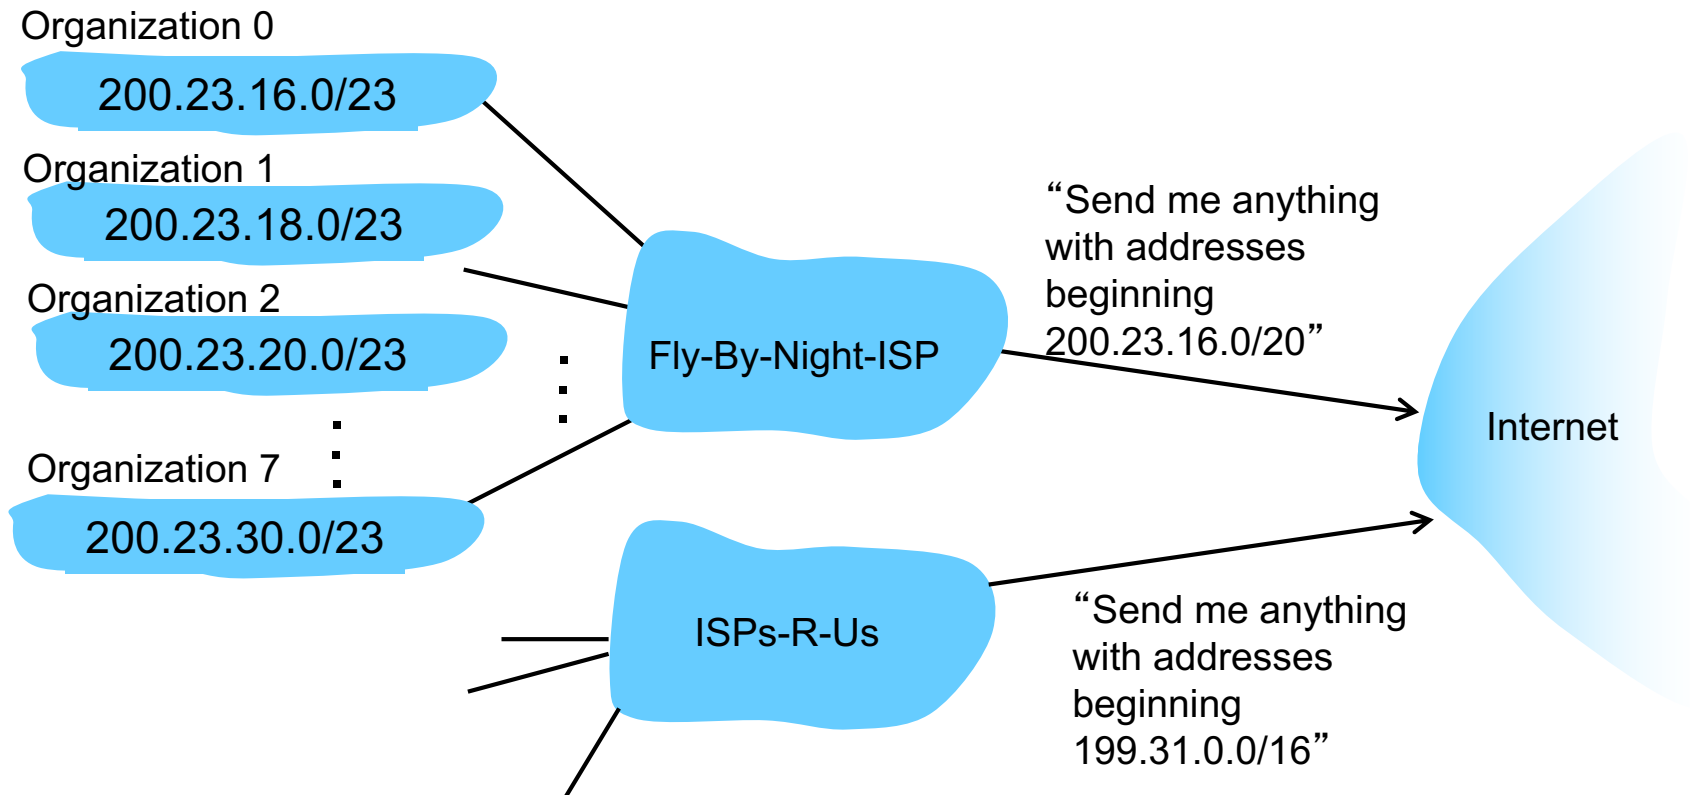 Organization 0
200.23.16.0/23
Organization 1
200.23.18.0/23
Organization 2
200.23.20.0/23
Organization 7
200.23.30.0/23
Fly-By-Night-ISP
“Send me anything
with addresses
beginning
200.23.16.0/20”
Internet
ISPs-R-Us
“Send me anything
with addresses
beginning
199.31.0.0/16”